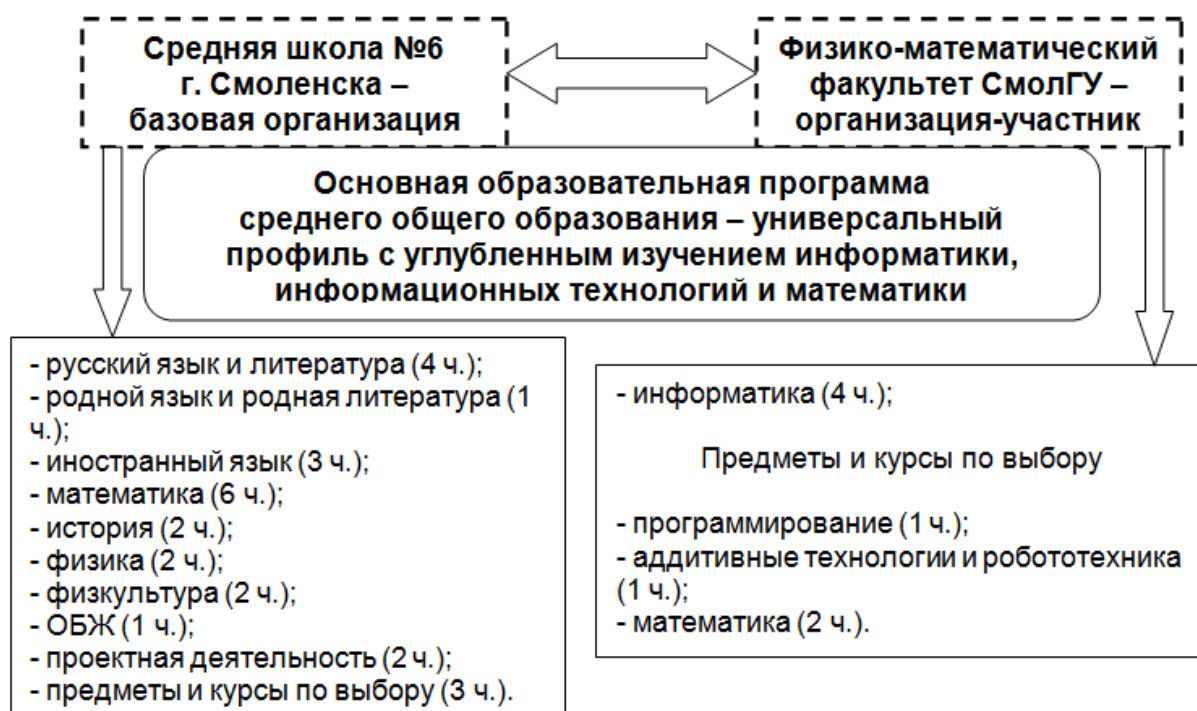 Средняя школа №6
г. Смоленска –
базовая организация
Физико-математический
факультет СмолГУ –
организация-участник
Основная образовательная программа
среднего общего образования – универсальный
профиль с углубленным изучением информатики,
информационных технологий и математики
- русский язык и литература (4 ч.);
- родной язык и родная литература (1
ч.);
- иностранный язык (3 ч.);
- математика (6 ч.);
- история (2 ч.);
- физика (2 ч.);
- физкультура (2 ч.);
- ОБЖ (1 ч.);
- проектная деятельность (2 ч.);
- предметы и курсы по выбору (3 ч.).
- информатика (4 ч.);
Предметы и курсы по выбору
- программирование (1 ч.);
- аддитивные технологии и робототехника
(1 ч.);
- математика (2 ч.).